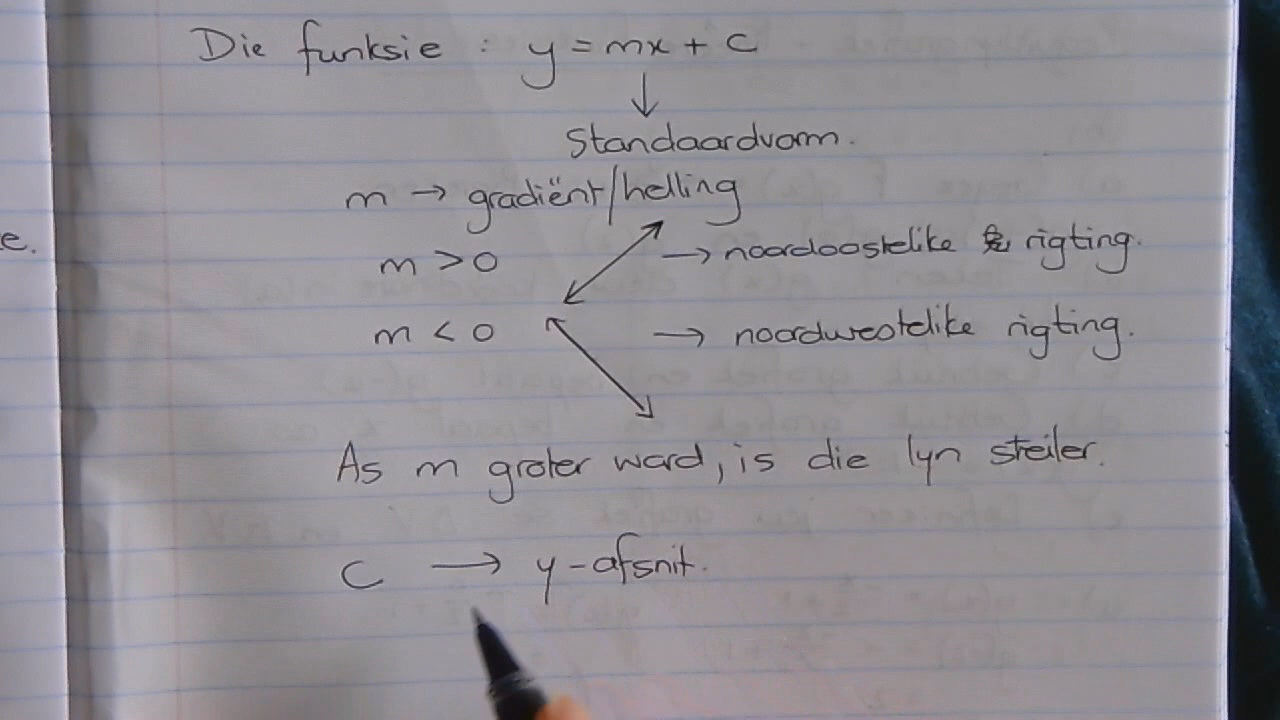 Die funksie : y = mx + c
↓
Standaardvorm.
m → gradiënt/helling
e.
m > 0 → noordoostelike rigting.
m < 0 → noordwestelike rigting.
As m groter word, is die lyn steiler.
c → y-afsnit.